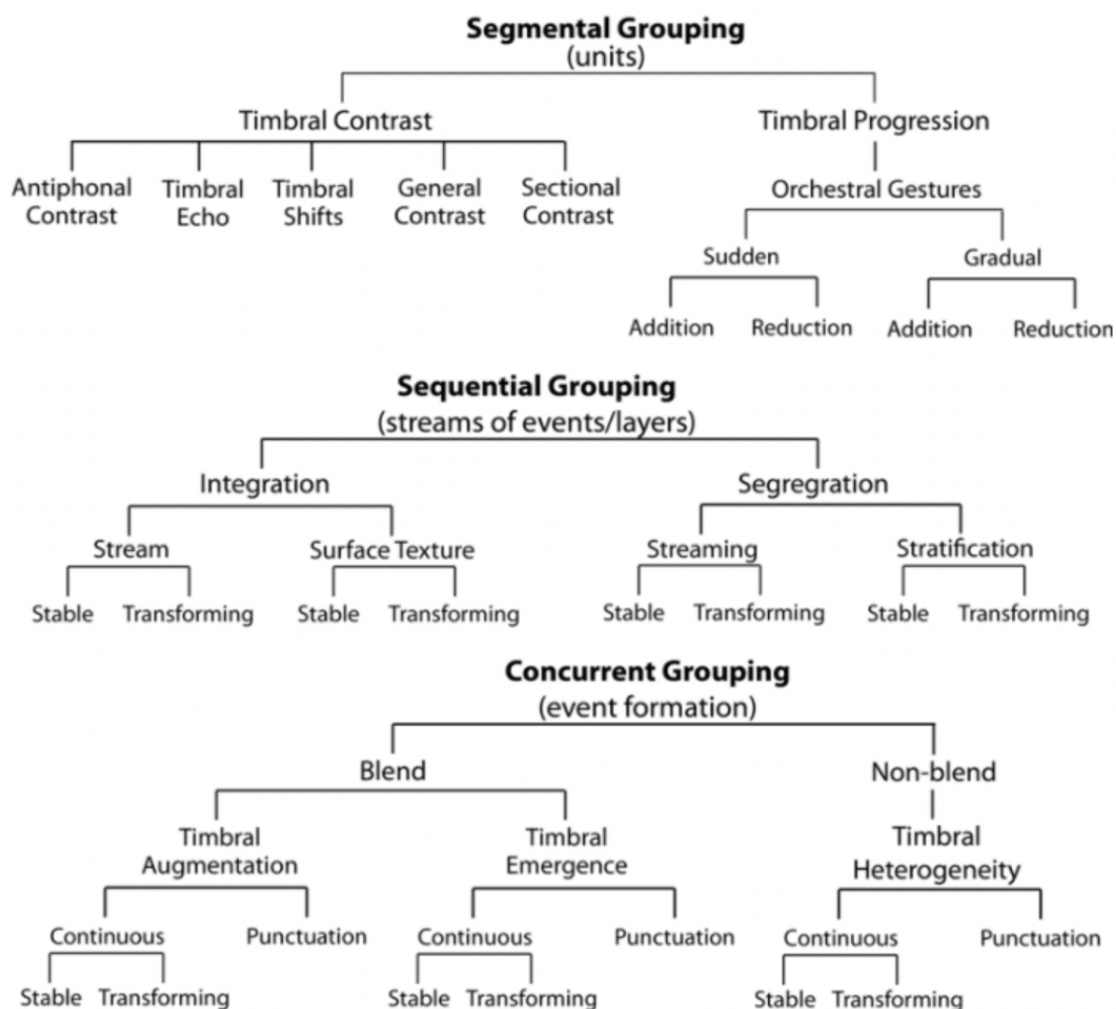 Segmental Grouping
(units)
Timbral Contrast
Timbral Progression
Antiphonal
Contrast
Timbral
Echo
Timbral
Shifts
General
Contrast
Sectional
Contrast
Orchestral Gestures
Sudden
Gradual
Addition
Reduction
Addition
Reduction
Sequential Grouping
(streams of events/layers)
Integration
Segregration
Stream
Surface Texture
Streaming
Stratification
Stable
Transforming
Stable
Transforming
Stable
Transforming
Stable
Transforming
Concurrent Grouping
(event formation)
Blend
Non-blend
Timbral
Augmentation
Timbral
Emergence
Timbral
Heterogeneity
Continuous
Punctuation
Continuous
Punctuation
Continuous
Punctuation
Stable
Transforming
Stable
Transforming
Stable
Transforming